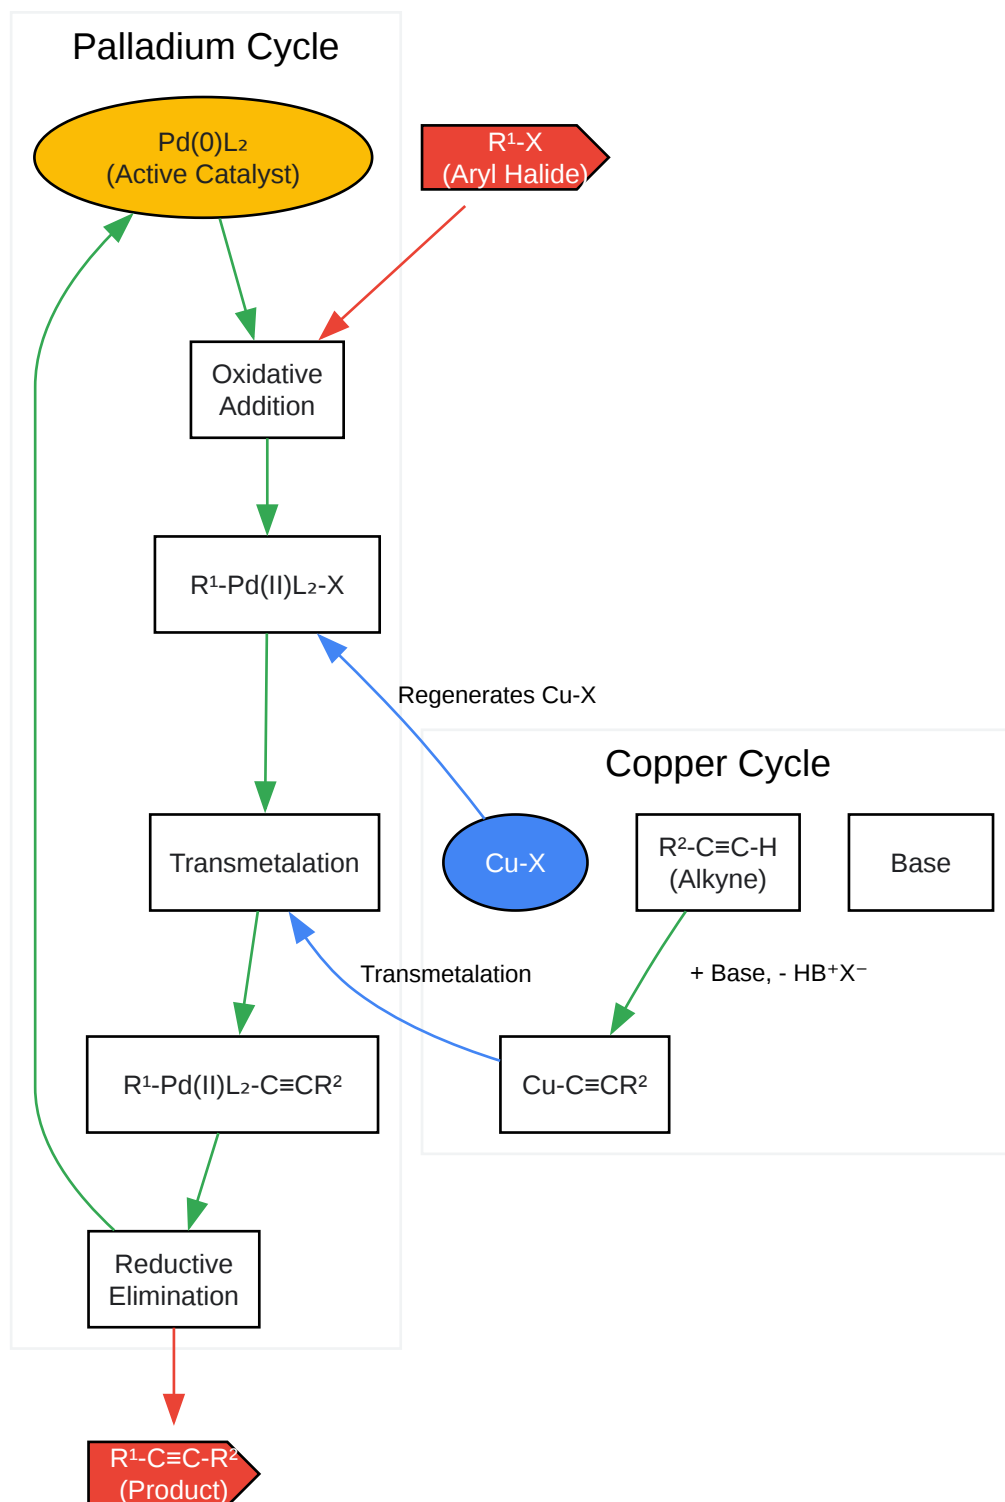 Palladium Cycle
Pd(0)L₂
(Active Catalyst)
R¹-X
(Aryl Halide)
Oxidative
Addition
R¹-Pd(II)L₂-X
Regenerates Cu-X
Copper Cycle
Transmetalation
Cu-X
R²-C≡C-H
(Alkyne)
Base
Transmetalation
+ Base, - HB⁺X⁻
R¹-Pd(II)L₂-C≡CR²
Cu-C≡CR²
Reductive
Elimination
R¹-C≡C-R²
(Product)